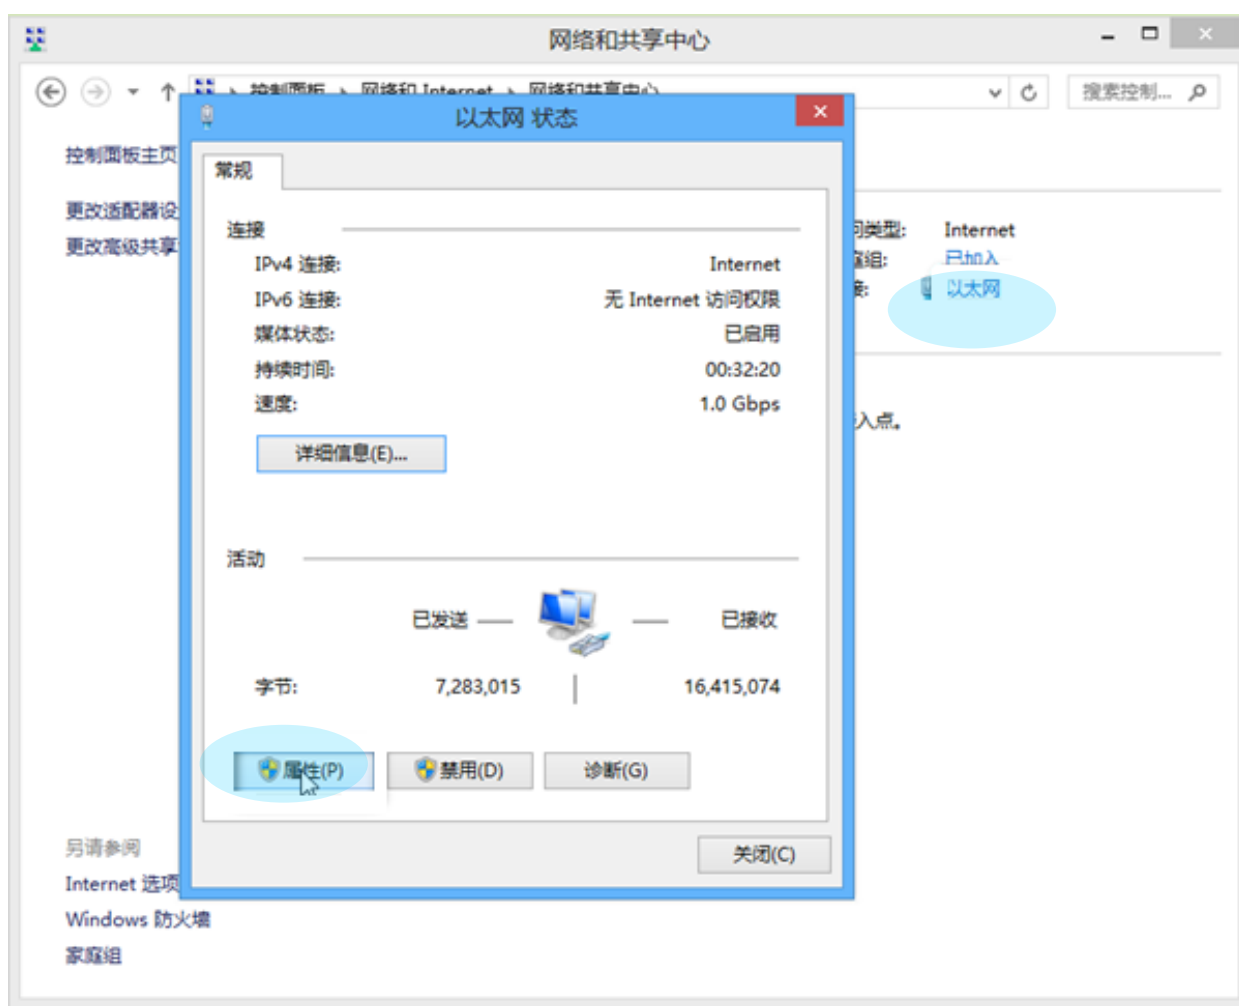 网络和共享中心
控制面板 网络和 Internet 网络和共享中心
搜索控制...
以太网 状态
控制面板主页
更改适配器设
更改高级共享
常规
连接
IPv4 连接: Internet
IPv6 连接: 无 Internet 访问权限
媒体状态: 已启用
持续时间: 00:32:20
速度: 1.0 Gbps
详细信息(E)...
活动
已发送 已接收
字节: 7,283,015 16,415,074
属性(P) 禁用(D) 诊断(G)
关闭(C)
问类型: Internet
庭组: 已加入
接: 以太网
入点。
另请参阅
Internet 选项
Windows 防火墙
家庭组